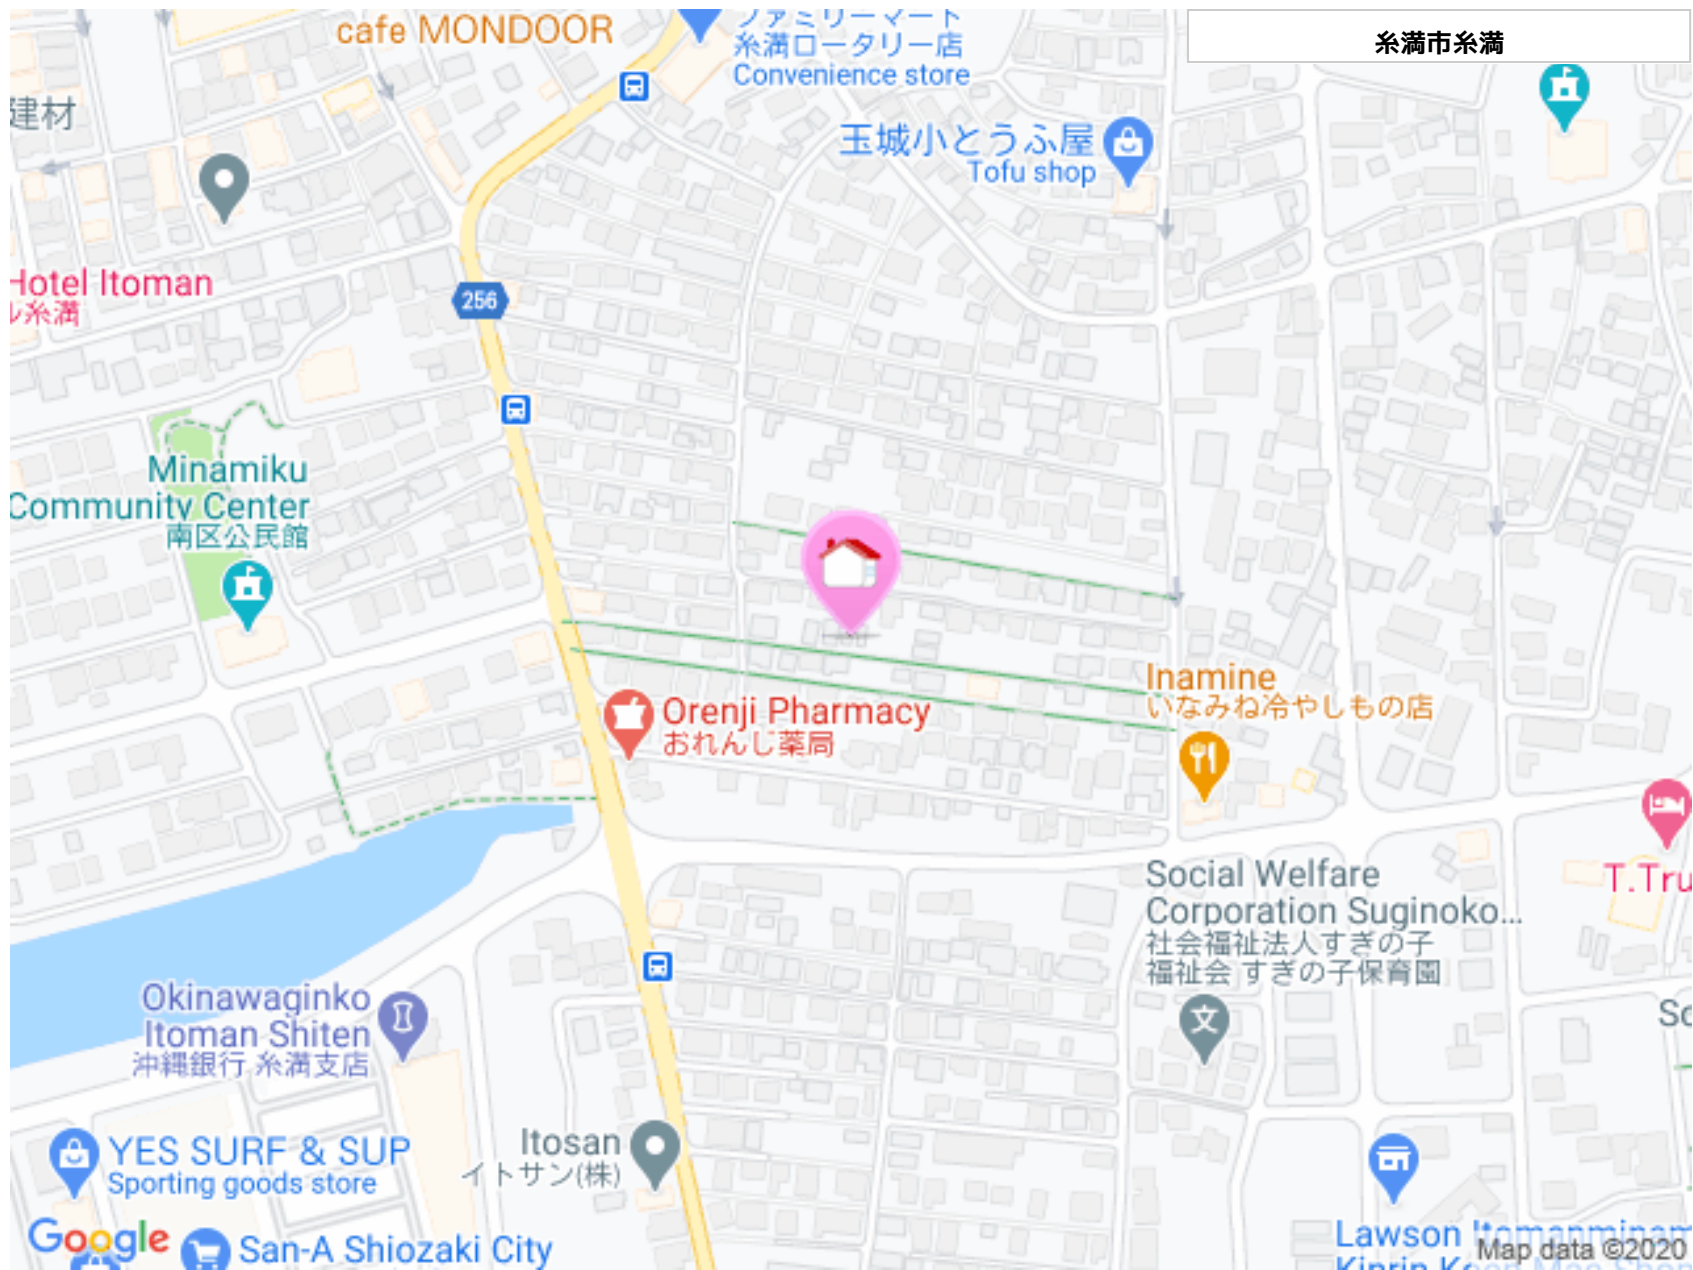 糸満市糸満
cafe MONDOOR
ファミリーマート
糸満ロータリー店
Convenience store
建材
玉城小とうふ屋
Tofu shop
Hotel Itoman
ル糸満
256
Minamiku
Community Center
南区公民館
Inamine
いなみね冷やしもの店
Orenji Pharmacy
おれんじ薬局
T.Tru
Social Welfare
Corporation Suginoko...
社会福祉法人すぎの子
福祉会 すぎの子保育園
文
Okinawaginko
Itoman Shiten
沖縄銀行 糸満支店
So
YES SURF & SUP
Sporting goods store
Itosan
イトサン(株)
Google
San-A Shiozaki City
Lawson Itomanminam
Map data ©2020